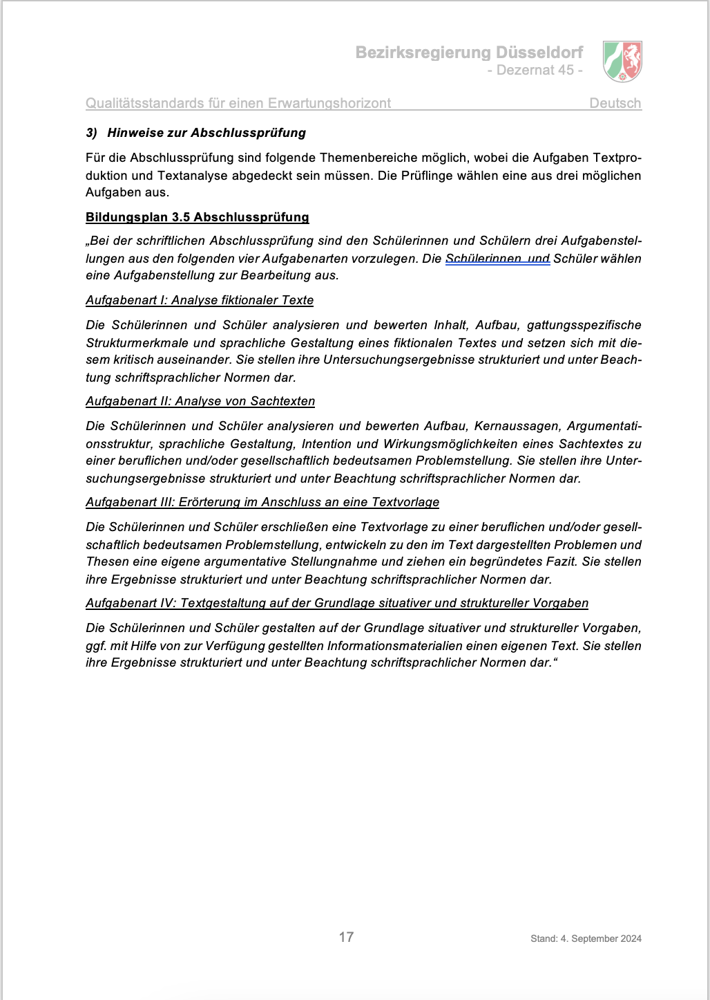 Bezirksregierung Düsseldorf
- Dezernat 45 -
Qualitätsstandards für einen Erwartungshorizont Deutsch
3) Hinweise zur Abschlussprüfung
Für die Abschlussprüfung sind folgende Themenbereiche möglich, wobei die Aufgaben Textpro-
duktion und Textanalyse abgedeckt sein müssen. Die Prüflinge wählen eine aus drei möglichen
Aufgaben aus.
Bildungsplan 3.5 Abschlussprüfung
„Bei der schriftlichen Abschlussprüfung sind den Schülerinnen und Schülern drei Aufgabenstel-
lungen aus den folgenden vier Aufgabenarten vorzulegen. Die Schülerinnen und Schüler wählen
eine Aufgabenstellung zur Bearbeitung aus.
Aufgabenart I: Analyse fiktionaler Texte
Die Schülerinnen und Schüler analysieren und bewerten Inhalt, Aufbau, gattungsspezifische
Strukturmerkmale und sprachliche Gestaltung eines fiktionalen Textes und setzen sich mit die-
sem kritisch auseinander. Sie stellen ihre Untersuchungsergebnisse strukturiert und unter Beach-
tung schriftsprachlicher Normen dar.
Aufgabenart II: Analyse von Sachtexten
Die Schülerinnen und Schüler analysieren und bewerten Aufbau, Kernaussagen, Argumentati-
onsstruktur, sprachliche Gestaltung, Intention und Wirkungsmöglichkeiten eines Sachtextes zu
einer beruflichen und/oder gesellschaftlich bedeutsamen Problemstellung. Sie stellen ihre Unter-
suchungsergebnisse strukturiert und unter Beachtung schriftsprachlicher Normen dar.
Aufgabenart III: Erörterung im Anschluss an eine Textvorlage
Die Schülerinnen und Schüler erschließen eine Textvorlage zu einer beruflichen und/oder gesell-
schaftlich bedeutsamen Problemstellung, entwickeln zu den im Text dargestellten Problemen und
Thesen eine eigene argumentative Stellungnahme und ziehen ein begründetes Fazit. Sie stellen
ihre Ergebnisse strukturiert und unter Beachtung schriftsprachlicher Normen dar.
Aufgabenart IV: Textgestaltung auf der Grundlage situativer und struktureller Vorgaben
Die Schülerinnen und Schüler gestalten auf der Grundlage situativer und struktureller Vorgaben,
ggf. mit Hilfe von zur Verfügung gestellten Informationsmaterialien einen eigenen Text. Sie stellen
ihre Ergebnisse strukturiert und unter Beachtung schriftsprachlicher Normen dar.“
17 Stand: 4. September 2024